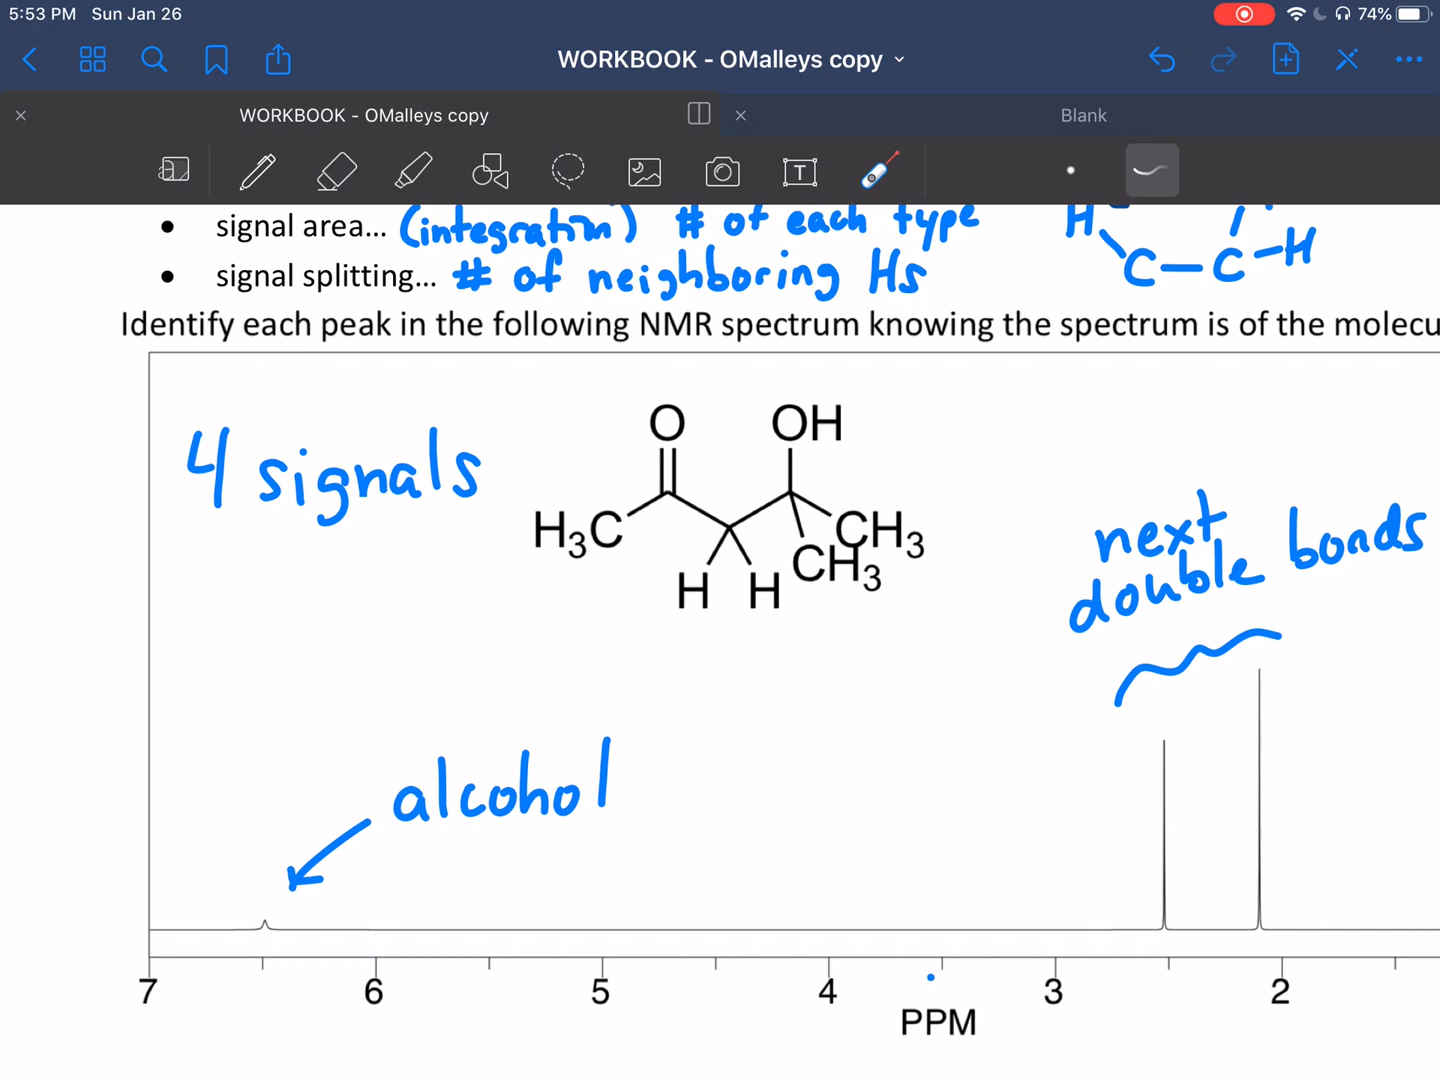 5:53 PM Sun Jan 26
74%
WORKBOOK - OMalleys copy
WORKBOOK - OMalleys copy
Blank
T
• signal area... (integration) # of each type
• signal splitting... # of neighboring Hs
H
C — C – H
Identify each peak in the following NMR spectrum knowing the spectrum is of the molecu
4 signals
O
OH
H3C
CH3
CH3
H H
next
double bonds
alcohol
7 6 5 4 3 2
PPM